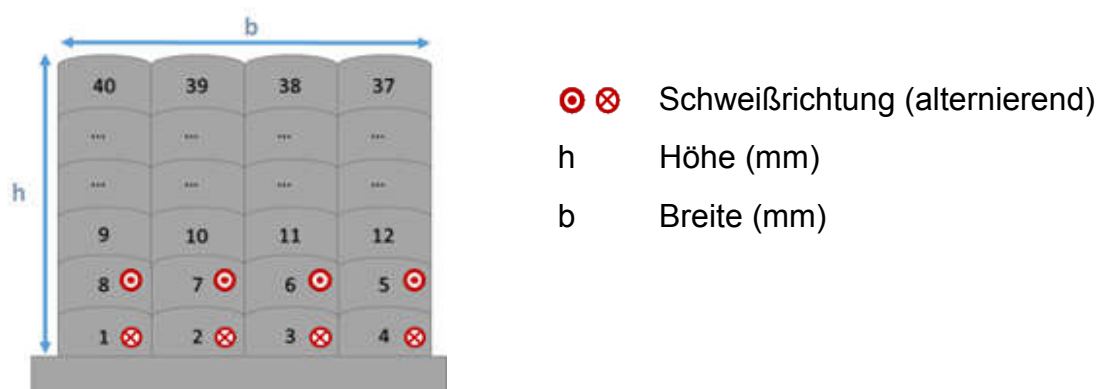 b
40 39 38 37
... ... ... ...
h
... ... ... ...
9 10 11 12
8 7 6 5
1 2 3 4
Schweißrichtung (alternierend)
h Höhe (mm)
b Breite (mm)